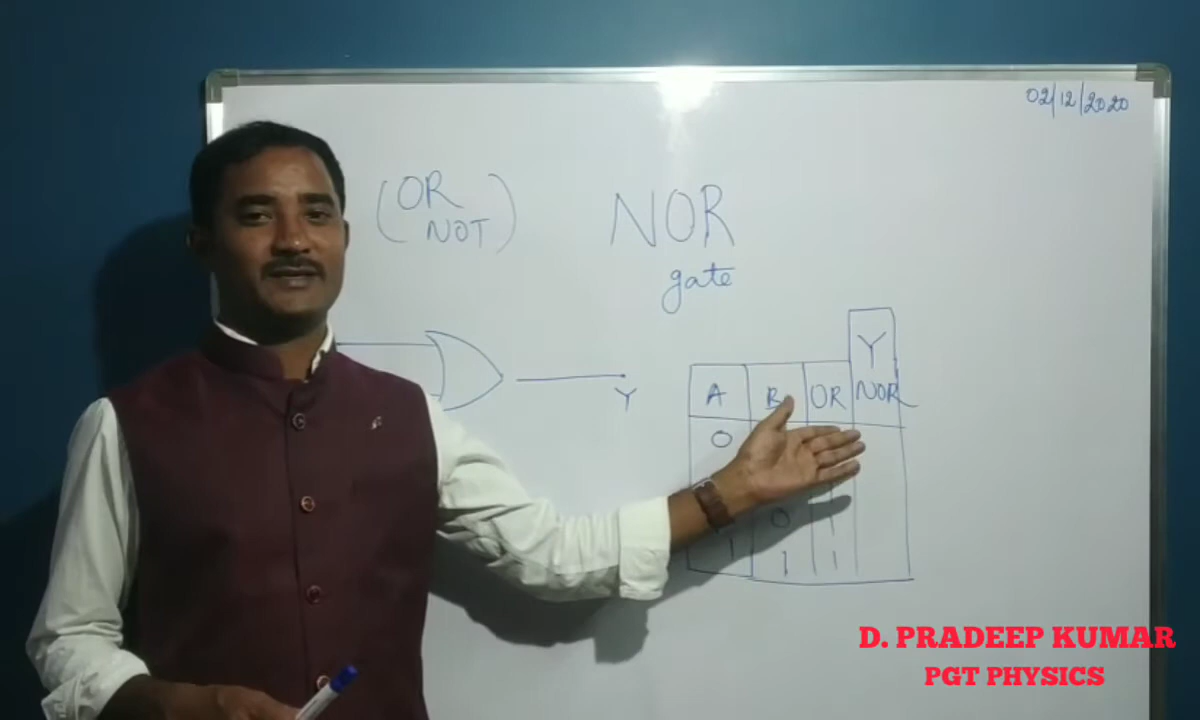 02/12/2020
(OR
NOT)
NOR
gate
Y
Y
A B OR NOR
0
0 1
1 1 1
D. PRADEEP KUMAR
PGT PHYSICS